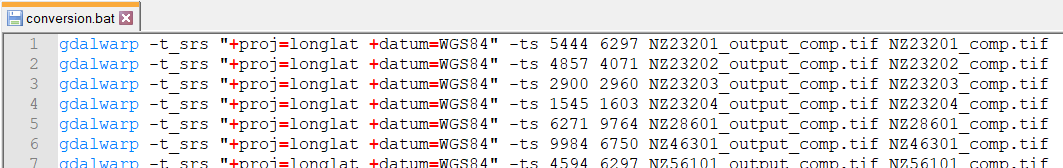 conversion.bat
1 gdalwarp -t_srs "+proj=longlat +datum=WGS84" -ts 5444 6297 NZ23201_output_comp.tif NZ23201_comp.tif
2 gdalwarp -t_srs "+proj=longlat +datum=WGS84" -ts 4857 4071 NZ23202_output_comp.tif NZ23202_comp.tif
3 gdalwarp -t_srs "+proj=longlat +datum=WGS84" -ts 2900 2960 NZ23203_output_comp.tif NZ23203_comp.tif
4 gdalwarp -t_srs "+proj=longlat +datum=WGS84" -ts 1545 1603 NZ23204_output_comp.tif NZ23204_comp.tif
5 gdalwarp -t_srs "+proj=longlat +datum=WGS84" -ts 6271 9764 NZ28601_output_comp.tif NZ28601_comp.tif
6 gdalwarp -t_srs "+proj=longlat +datum=WGS84" -ts 9984 6750 NZ46301_output_comp.tif NZ46301_comp.tif
7 gdalwarp -t_srs "+proj=longlat +datum=WGS84" -ts 4594 6297 NZ56101_output_comp.tif NZ56101_comp.tif